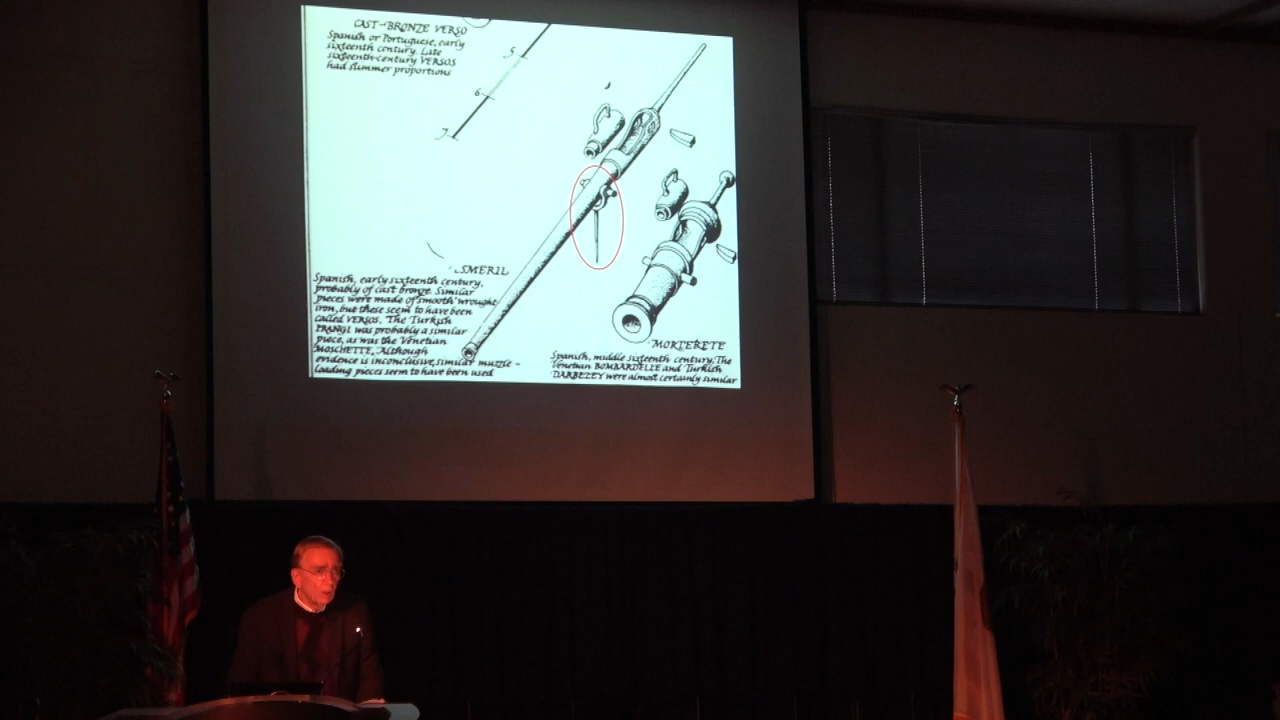 CAST-BRONZE VERSO
Spanish or Portuguese, early
sixteenth century. Late
sixteenth-century VERSOS
had slimmer proportions
5
6
7
SMERIL
Spanish, early sixteenth century,
probably of cast bronze. Similar
pieces were made of smooth wrought
iron, but these seem to have been
called VERSOS. The Turkish
PRANGI was probably a similar
piece, as was the Venetian
MOSCHETTE. Although
evidence is inconclusive, similar muzzle-
loading pieces seem to have been used
MORTERETE
Spanish, middle sixteenth century. The
Venetian BOMBARDELLE and Turkish
DARBEZEY were almost certainly similar